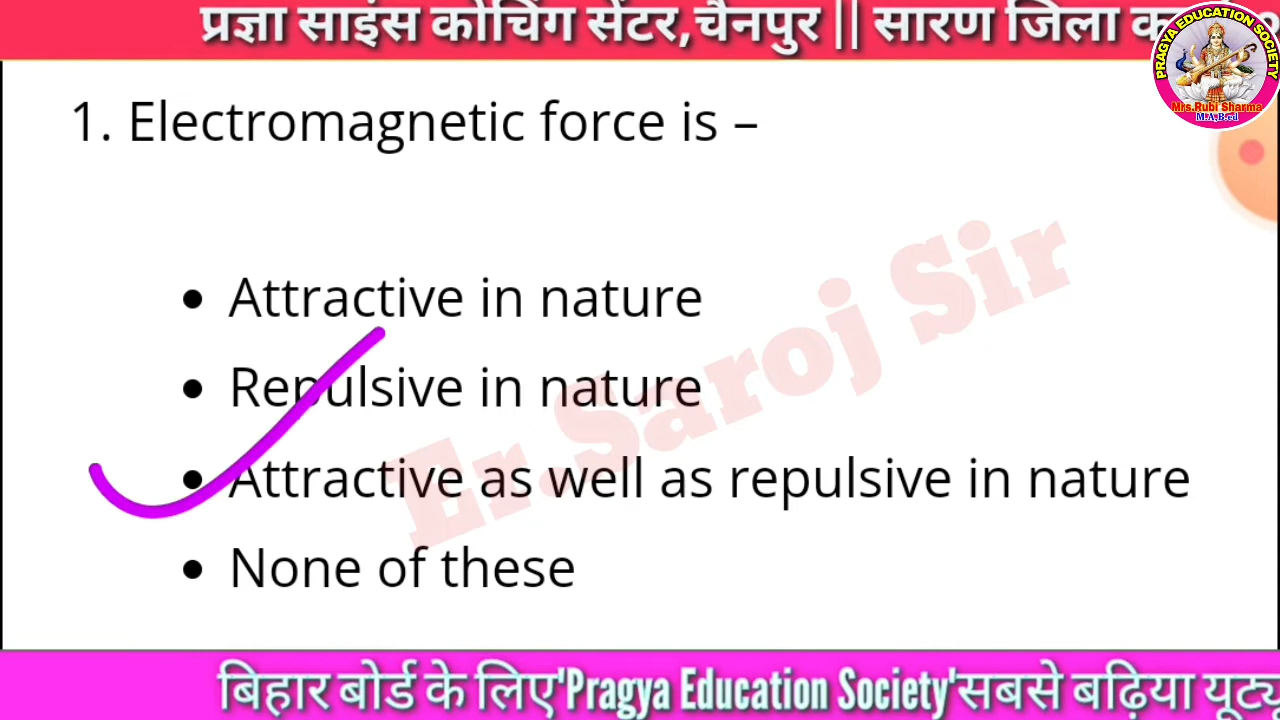 प्रज्ञा साइंस कोचिंग सेंटर,चैनपुर || सारण जिला
PRAGYA EDUCATION SOCIETY
Mrs.Rubi Sharma
M.A,B.ed
1. Electromagnetic force is –
• Attractive in nature
• Repulsive in nature
• Attractive as well as repulsive in nature
• None of these
Er.Saroj Sir
बिहार बोर्ड के लिए'Pragya Education Society'सबसे बढिया